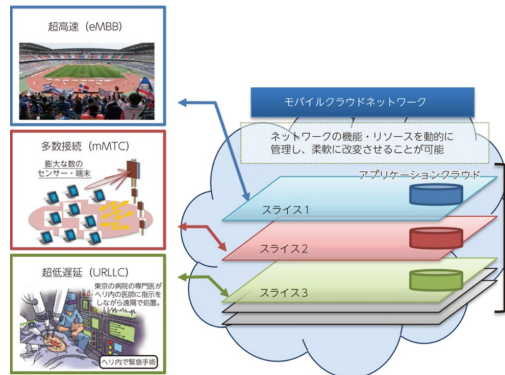 超高速（eMBB）
多数接続（mMTC）
膨大な数の
センサー・端末
超低遅延（URLLC）
東京の病院の専門医が
ヘリ内の医師に指示を
しながら遠隔で処置。
ヘリ内で緊急手術
モバイルクラウドネットワーク
ネットワークの機能・リソースを動的に
管理し、柔軟に改変させることが可能
アプリケーションクラウド
スライス1
スライス2
スライス3